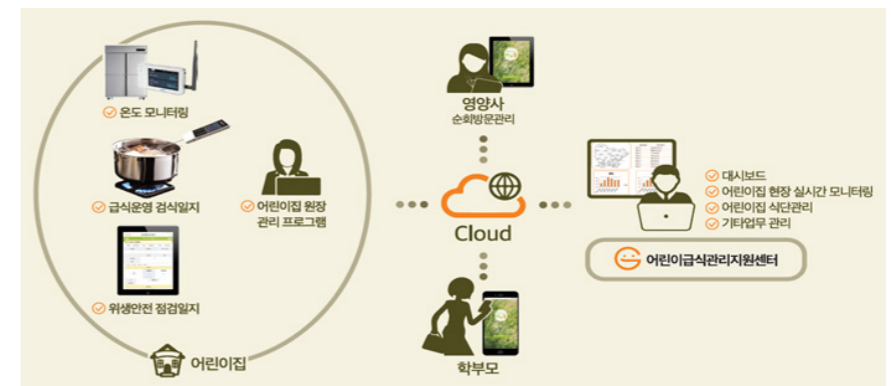 온도 모니터링
급식운영 검식일지
위생안전 점검일지
어린이집 원장
관리 프로그램
어린이집
영양사
순회방문관리
Cloud
학부모
대시보드
어린이집 현장 실시간 모니터링
어린이집 식단관리
기타업무 관리
어린이급식관리지원센터